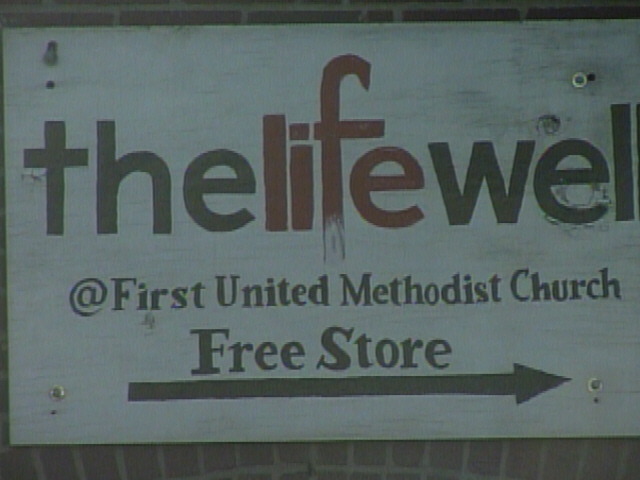 thelifewell
@First United Methodist Church
Free Store